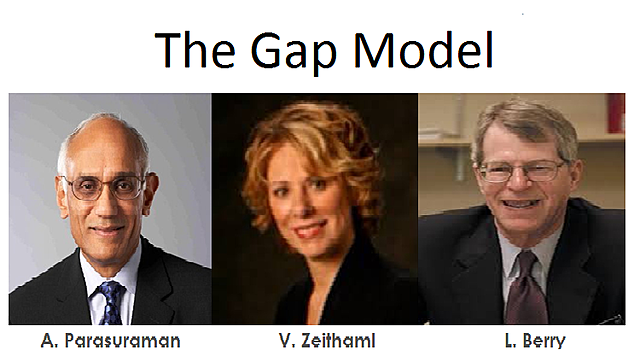 The Gap Model
A. Parasuraman
V. Zeithaml
L. Berry